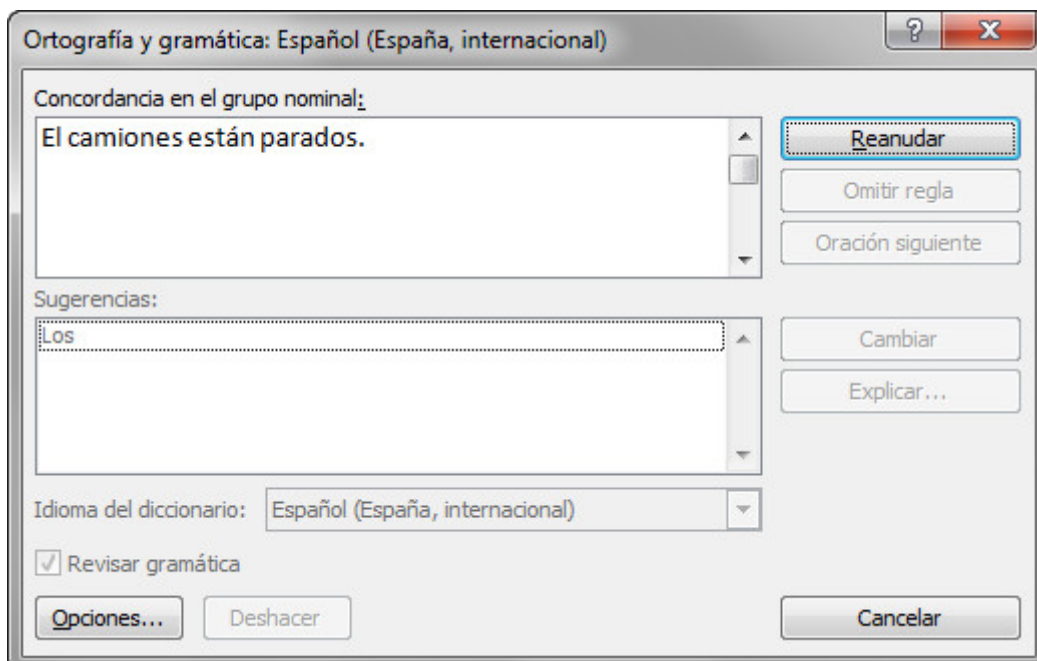 Ortografía y gramática: Español (España, internacional)
Concordancia en el grupo nominal:
El camiones están parados.
Reanudar
Omitir regla
Oración siguiente
Sugerencias:
Los
Cambiar
Explicar...
Idioma del diccionario: Español (España, internacional)
Revisar gramática
Opciones... Deshacer Cancelar